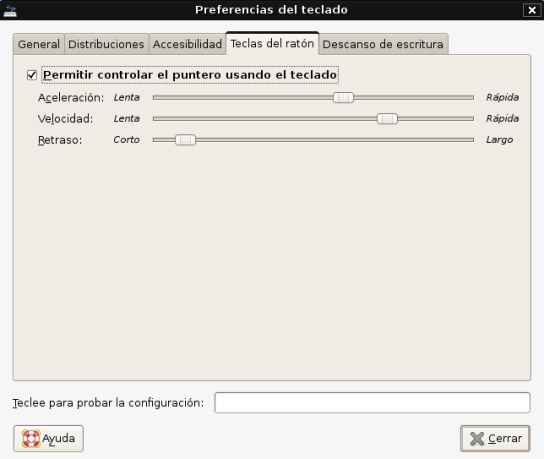 Preferencias del teclado
General Distribuciones Accesibilidad Teclas del ratón Descanso de escritura
Permitir controlar el puntero usando el teclado
Aceleración: Lenta Rápida
Velocidad: Lenta Rápida
Retraso: Corto Largo
Teclee para probar la configuración:
Ayuda Cerrar